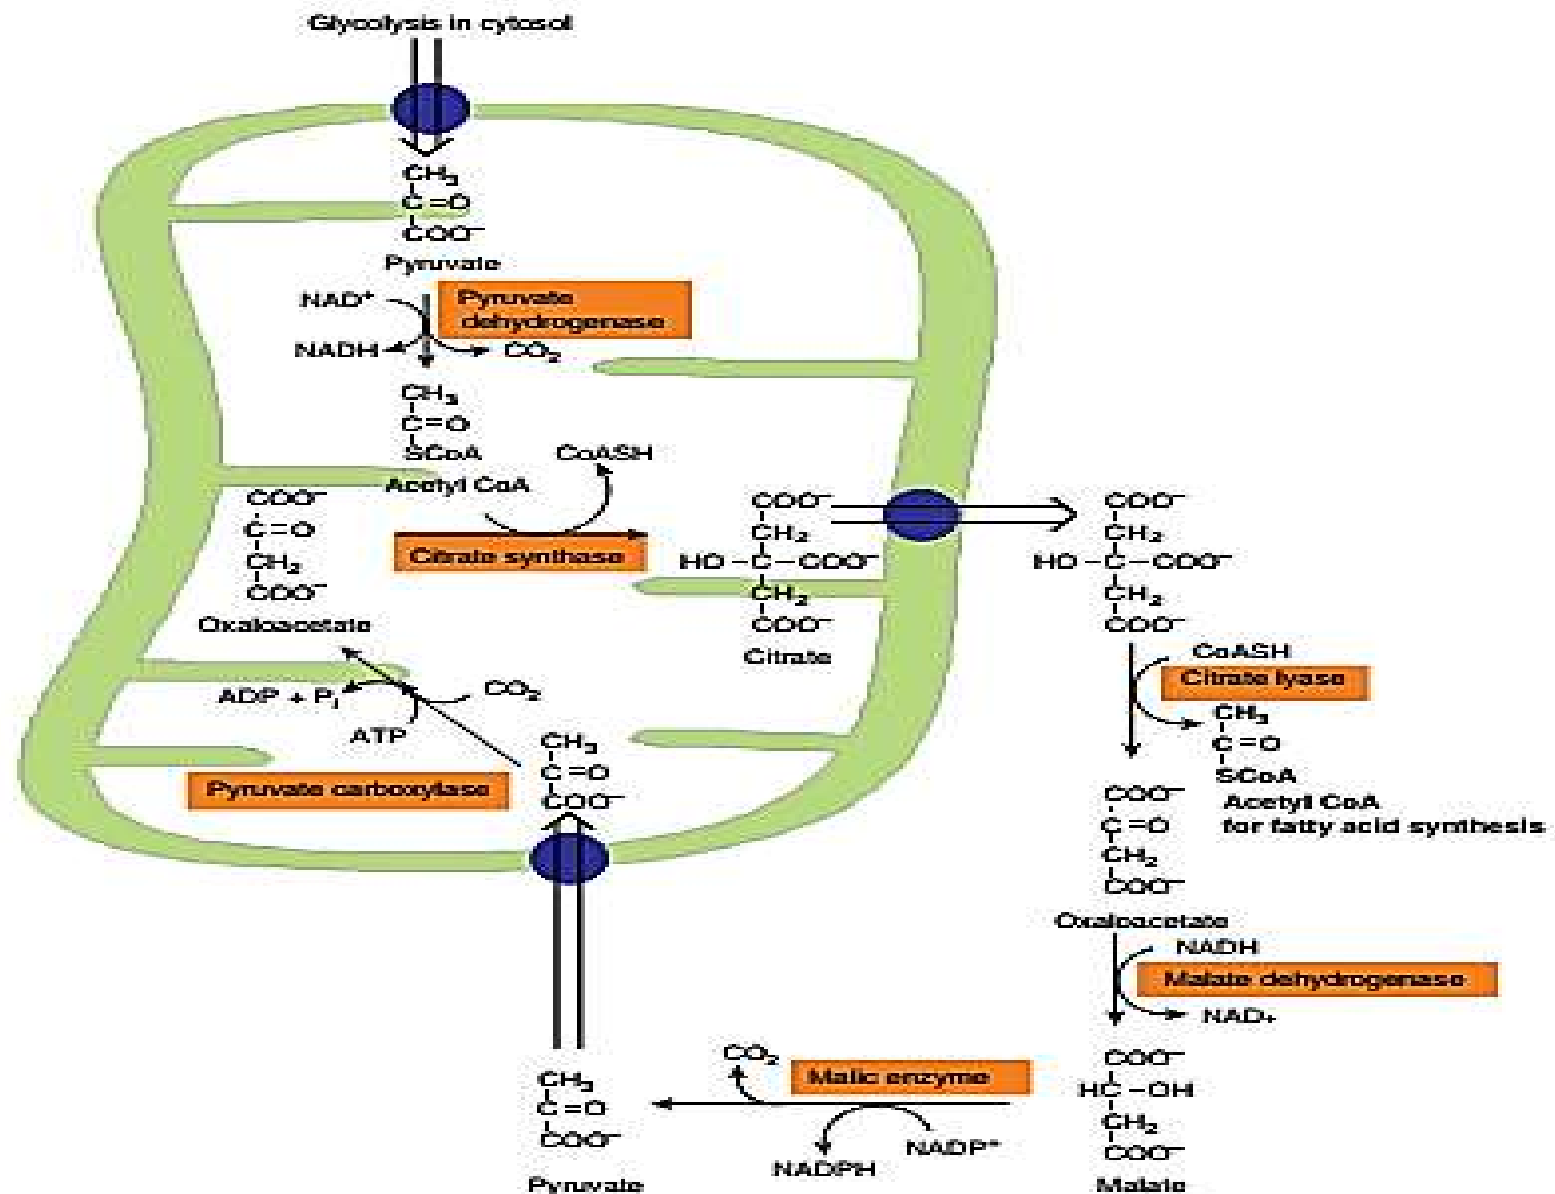 Glycolysis in cytosol
CH3
C=O
COO−
Pyruvate
NAD+
Pyruvate
dehydrogenase
NADH
CO2
CH3
C=O
SCoA
Acetyl CoA
CoASH
COO−
C=O
CH2
COO−
Oxaloacetate
Citrate synthase
COO−
CH2
HO-C-COO−
CH2
COO−
Citrate
COO−
CH2
HO-C-COO−
CH2
COO−
CoASH
Citrate lyase
CH3
C=O
SCoA
Acetyl CoA
for fatty acid synthesis
ADP + Pi
CO2
ATP
Pyruvate carboxylase
CH3
C=O
COO−
COO−
C=O
CH2
COO−
Oxaloacetate
NADH
Malate dehydrogenase
NAD+
COO−
HC-OH
CH2
COO−
Malate
CO2
Malic enzyme
NADPH
NADP+
CH3
C=O
COO−
Pyruvate